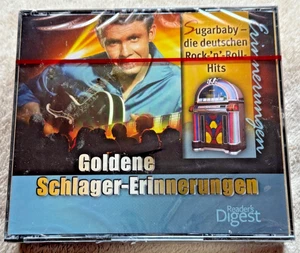 Sugarbaby –
die deutschen
Rock-'n'-Roll-
Hits
Erinnerungen
Goldene
Schlager-Erinnerungen
Reader's
Digest